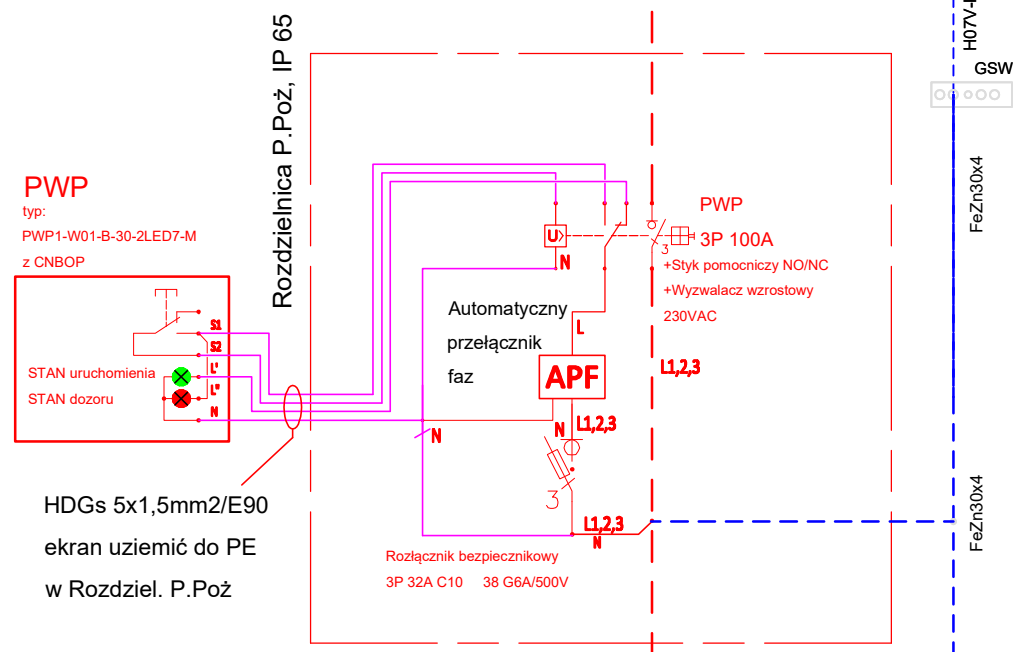 H07V-
GSW
FeZn30x4
FeZn30x4
Rozdzielnica P.Poż, IP 65
PWP
typ:
PWP1-W01-B-30-2LED7-M
z CNBOP
S1
S2
L'
L"
N
STAN uruchomienia
STAN dozoru
HDGs 5x1,5mm2/E90
ekran uziemić do PE
w Rozdziel. P.Poż
U>
N
3
PWP
3P 100A
+Styk pomocniczy NO/NC
+Wyzwalacz wzrostowy
230VAC
Automatyczny
przełącznik
faz
L
APF
L1,2,3
N
L1,2,3
N
3
L1,2,3
N
Rozłącznik bezpiecznikowy
3P 32A C10 38 G6A/500V